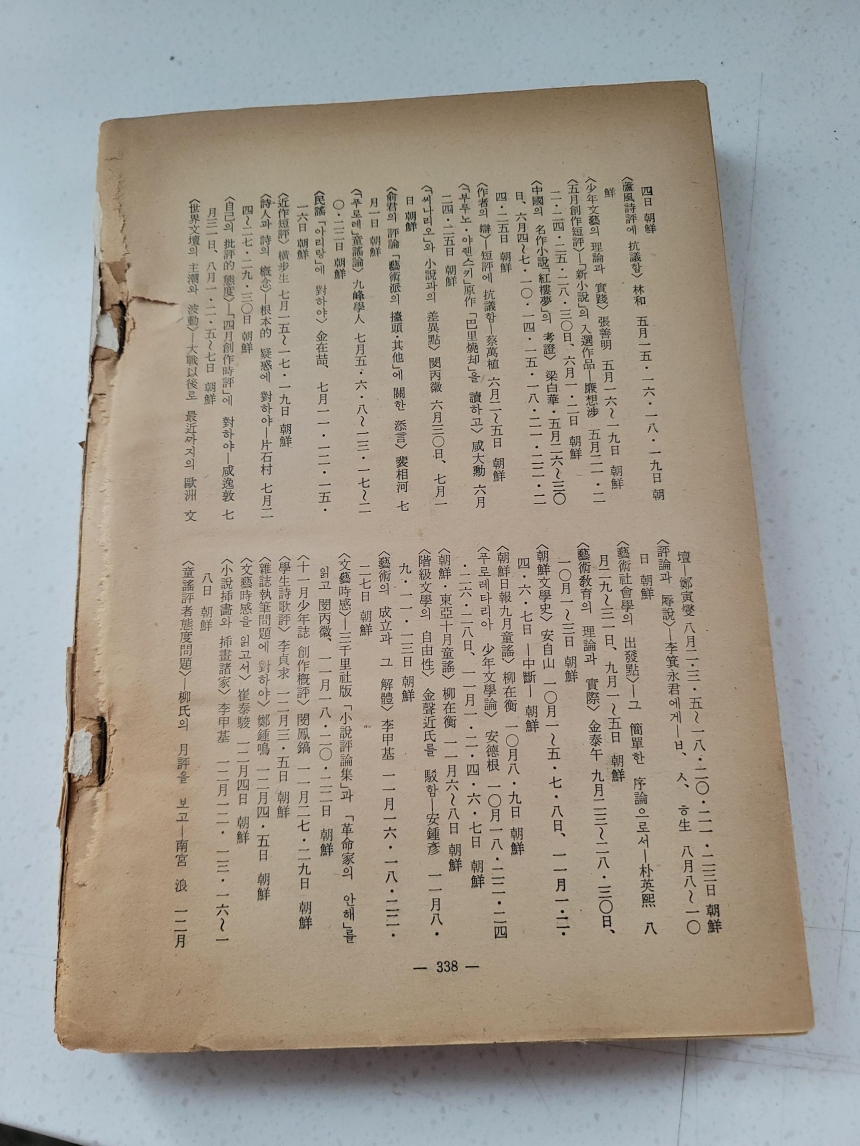 四日 朝鮮
〈蘆風詩評에 抗議함〉 林和 五月一五·一六·一八·一九日 朝
鮮
〈少年文藝의 理論과 實踐〉 張善明 五月一六～一九日 朝鮮
〈五月創作短評〉—「新小說」의 入選作品—廉想涉 五月二一·二
二·二四·二五·二八·三〇日、六月一·二日 朝鮮
〈中國의 名作小說「紅樓夢」의 考證〉 梁白華·五月二六～三〇
日、六月四～七·一〇·一四·一五·一八·二一·二二·二
四·二五日 朝鮮
〈作者의 辯〉—短評에 抗議함—蔡萬植 六月二～五日 朝鮮
〈「부루노·야센스키」原作「巴里燒却」을 讀하고〉 咸大勳 六月
二四·二五日 朝鮮
〈「씨나리오」와 小說과의 差異點〉 閔丙徽 六月三〇日、七月一
日 朝鮮
〈兪君의 評論「藝術派의 擡頭·其他」에 關한 添言〉 裴相河 七
月一日 朝鮮
〈「푸로레」童謠論〉 九峰學人 七月五·六·八～一三·一七～二
〇·二二日 朝鮮
〈民謠「아리랑」에 對하야〉 金在喆、七月一一·一二·一五·
一六日 朝鮮
〈近作短評〉 橫步生 七月一五～一七·一九日 朝鮮
〈詩人과 詩의 槪念〉—根本的 疑惑에 對하야—片石村 七月二
四～二七·二九·三〇日 朝鮮
〈自己의 批評的 態度〉—「四月創作時評」에 對하야—咸逸敦 七
月三一日、八月一·二·五～七日 朝鮮
〈世界文壇의 主潮와 波動〉—大戰以後로 最近까지의 歐洲 文
壇—鄭寅燮 八月二·三·五～一八·二〇·二一·二三日 朝鮮
〈評論과 辱說〉—李箕永君에게—ㅂ、ㅅ、ㅎ生 八月八～一〇
日 朝鮮
〈藝術社會學의 出發點〉—그 簡單한 序論으로서—朴英熙 八
月二九～三一日、九月一～五日 朝鮮
〈藝術敎育의 理論과 實際〉 金泰午 九月二三～二八·三〇日、
一〇月一～三日 朝鮮
〈朝鮮文學史〉 安自山 一〇月一～五·七·八日、一一月一·二·
四·六·七日 —中斷— 朝鮮
〈朝鮮日報九月童謠〉 柳在衡 一〇月八·九日 朝鮮
〈푸로레타리아 少年文學論〉 安德根 一〇月一八·二二·二四
·二六·二八日、一一月一·二·四·六·七日 朝鮮
〈朝鮮·東亞十月童謠〉 柳在衡 一一月六～八日 朝鮮
〈階級文學의 自由性〉 金聲近氏를 駁함—安鍾彦 一一月八·
九·一一·一三日 朝鮮
〈藝術의 成立과 그 解體〉 李甲基 一一月一六·一八·二二·
二七日 朝鮮
〈文藝時感〉—三千里社版「小說評論集」과 「革命家의 안해」를
읽고 閔丙徽、一一月一八·二〇·二二日 朝鮮
〈十一月少年誌 創作槪評〉 閔鳳鎬 一一月二七·二九日 朝鮮
〈學生詩歌評〉 李貞求 一二月三·五日 朝鮮
〈雜誌執筆問題에 對하야〉 鄭鍾鳴 一二月四·五日 朝鮮
〈文藝時感을 읽고서〉 崔泰駿 一二月四日 朝鮮
〈小說揷畵와 揷畵諸家〉 李甲基 一二月一二·一三·一六～一
八日 朝鮮
〈童謠評者態度問題〉—柳氏의 月評을 보고—南宮 浪 一二月
— 338 —